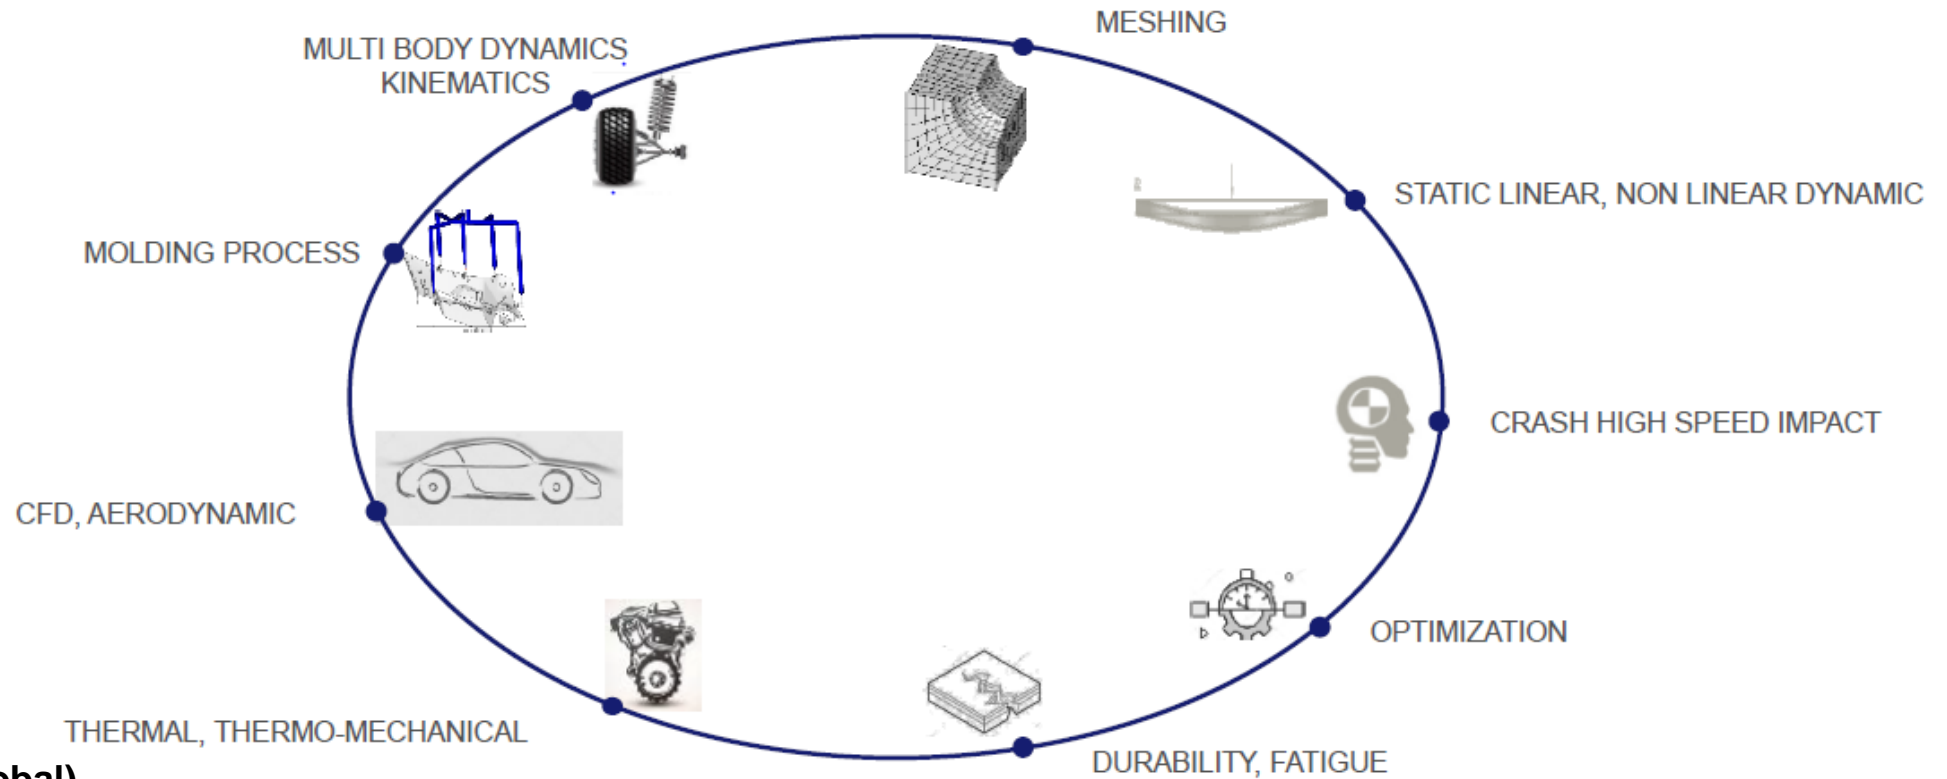 MESHING
MULTI BODY DYNAMICS
KINEMATICS
STATIC LINEAR, NON LINEAR DYNAMIC
MOLDING PROCESS
CRASH HIGH SPEED IMPACT
CFD, AERODYNAMIC
OPTIMIZATION
THERMAL, THERMO-MECHANICAL
DURABILITY, FATIGUE
obal)